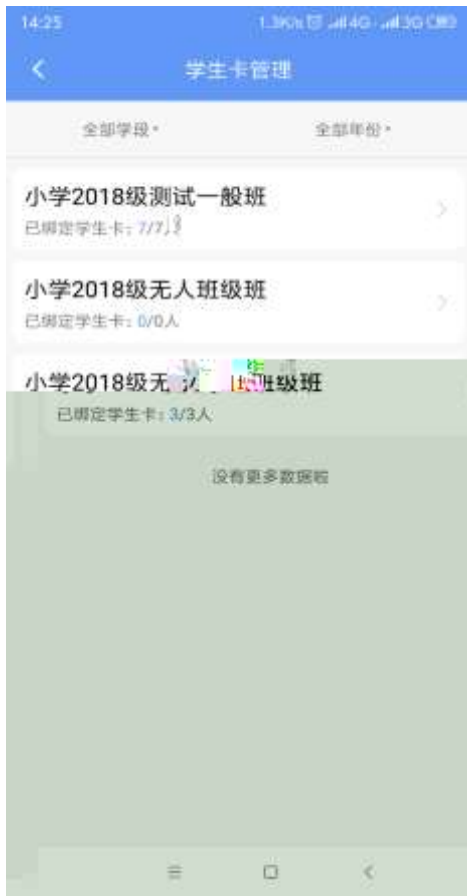 14:25
学生卡管理
全部学段
全部年份
小学2018级测试一般班
已绑定学生卡：7/7人
小学2018级无人班级班
已绑定学生卡：0/0人
小学2018级无 班级班
已绑定学生卡：3/3人
没有更多数据啦